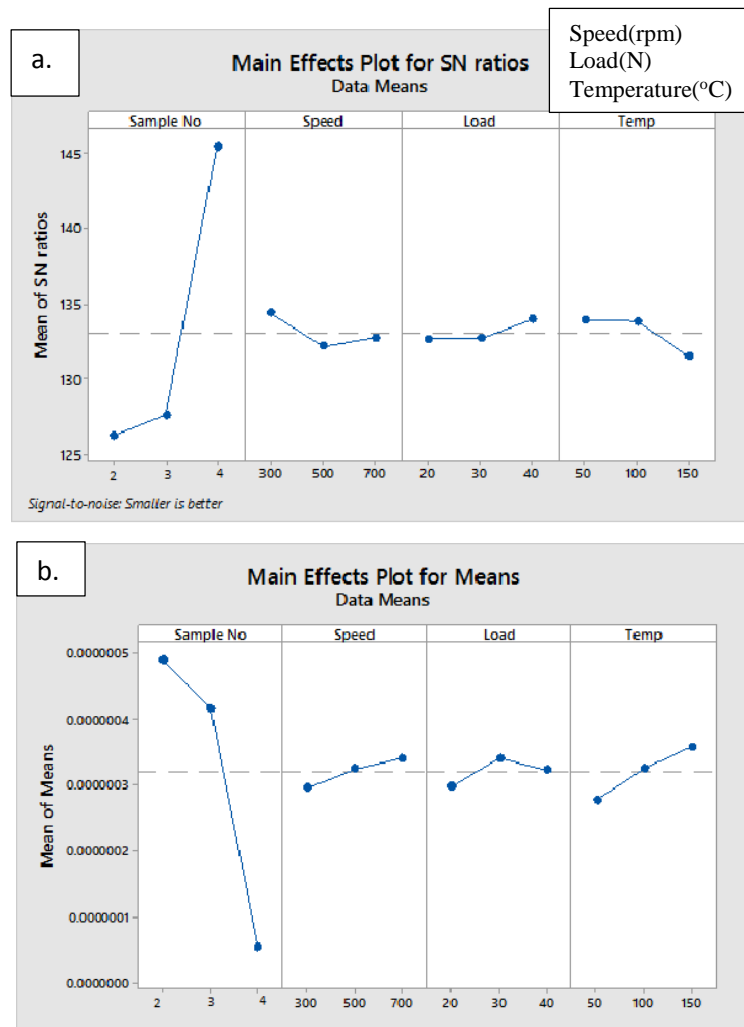 a.
Speed(rpm)
Load(N)
Temperature(°C)
Main Effects Plot for SN ratios
Data Means
Sample No Speed Load Temp
Mean of SN ratios
145
140
135
130
125
2 3 4 300 500 700 20 30 40 50 100 150
Signal-to-noise: Smaller is better
b.
Main Effects Plot for Means
Data Means
Sample No Speed Load Temp
Mean of Means
0.0000005
0.0000004
0.0000003
0.0000002
0.0000001
0.0000000
2 3 4 300 500 700 20 30 40 50 100 150